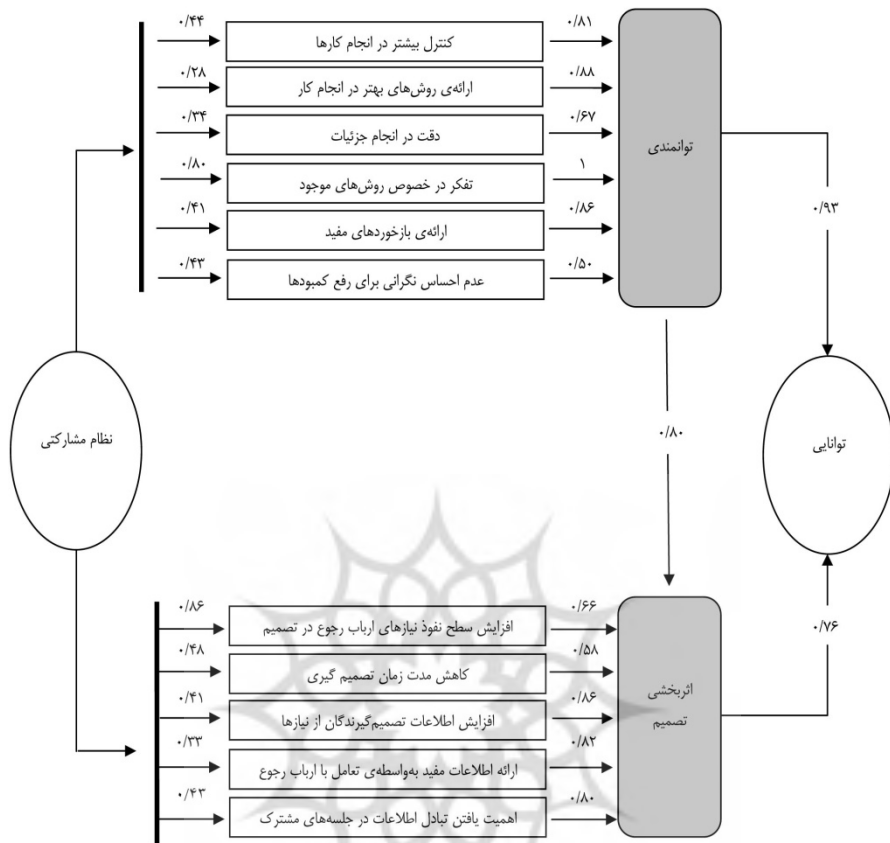 ۰/۴۴
کنترل بیشتر در انجام کارها
۰/۸۱
۰/۲۸
ارائه‌ی روش‌های بهتر در انجام کار
۰/۸۸
۰/۳۴
دقت در انجام جزئیات
۰/۶۷
۰/۸۰
تفکر در خصوص روش‌های موجود
۱
۰/۴۱
ارائه‌ی بازخوردهای مفید
۰/۸۶
۰/۴۳
عدم احساس نگرانی برای رفع کمبودها
۰/۵۰
توانمندی
۰/۹۳
نظام مشارکتی
۰/۸۰
توانایی
۰/۷۶
۰/۸۶
افزایش سطح نفوذ نیازهای ارباب رجوع در تصمیم
۰/۶۶
۰/۴۸
کاهش مدت زمان تصمیم گیری
۰/۵۸
۰/۴۱
افزایش اطلاعات تصمیم‌گیرندگان از نیازها
۰/۸۶
۰/۳۳
ارائه اطلاعات مفید به‌واسطه‌ی تعامل با ارباب رجوع
۰/۸۲
۰/۴۳
اهمیت یافتن تبادل اطلاعات در جلسه‌های مشترک
۰/۸۰
اثربخشی
تصمیم